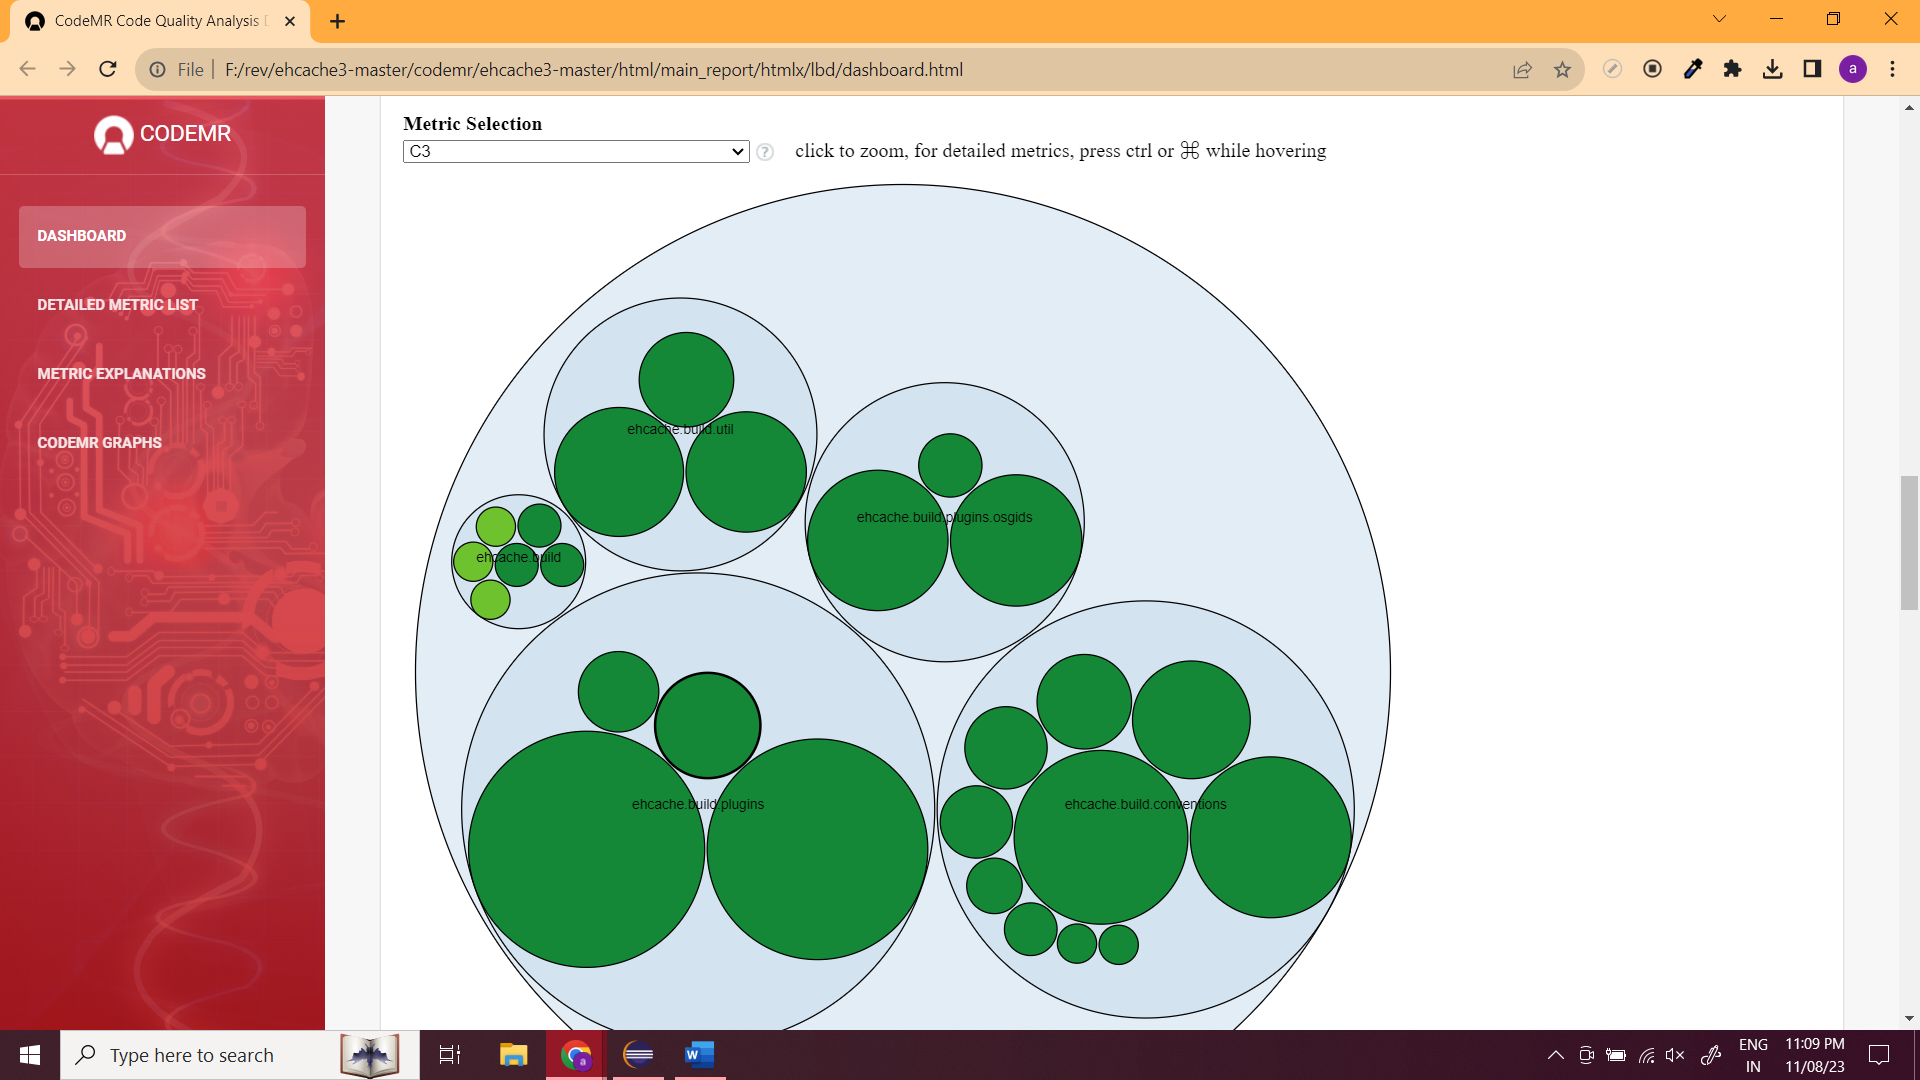 CodeMR Code Quality Analysis
File
F:/rev/ehcache3-master/codemr/ehcache3-master/html/main_report/htmlx/lbd/dashboard.html
a
CODEMR
DASHBOARD
DETAILED METRIC LIST
METRIC EXPLANATIONS
CODEMR GRAPHS
Metric Selection
C3
?
click to zoom, for detailed metrics, press ctrl or ⌘ while hovering
ehcache.build.util
ehcache.build.plugins.osgids
ehcache.build
ehcache.build.plugins
ehcache.build.conventions
Type here to search
ENG
IN
11:09 PM
11/08/23